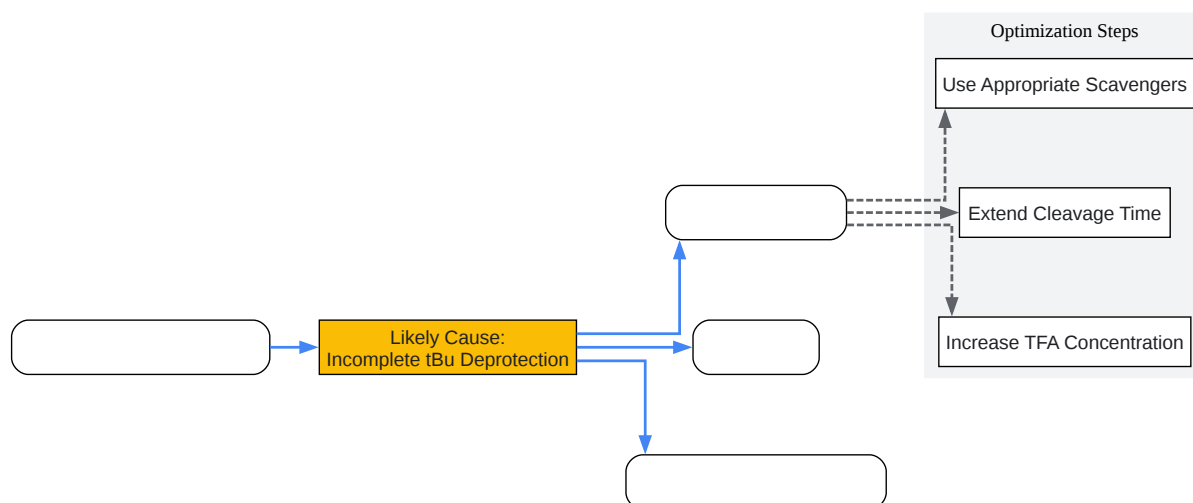 Optimization Steps
Use Appropriate Scavengers
Extend Cleavage Time
Likely Cause:
Incomplete tBu Deprotection
Increase TFA Concentration